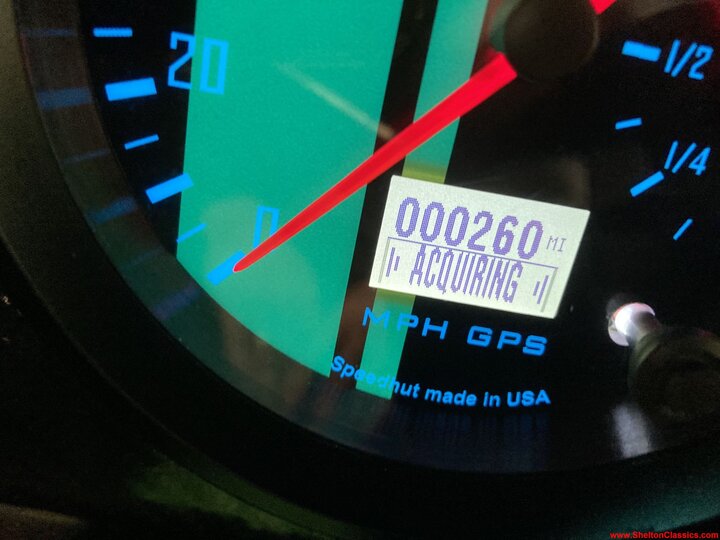 20
1/2
1/4
0
000260 MI
ACQUIRING
MPH GPS
Speedhut made in USA
www.SheltonClassics.com